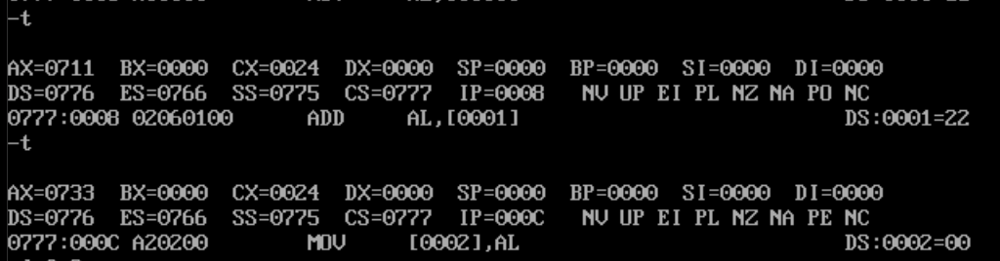 -t
AX=0711 BX=0000 CX=0024 DX=0000 SP=0000 BP=0000 SI=0000 DI=0000
DS=0776 ES=0766 SS=0775 CS=0777 IP=0008 NV UP EI PL NZ NA PO NC
0777:0008 02060100 ADD AL,[0001] DS:0001=22
-t
AX=0733 BX=0000 CX=0024 DX=0000 SP=0000 BP=0000 SI=0000 DI=0000
DS=0776 ES=0766 SS=0775 CS=0777 IP=000C NV UP EI PL NZ NA PE NC
0777:000C A20200 MOV [0002],AL DS:0002=00